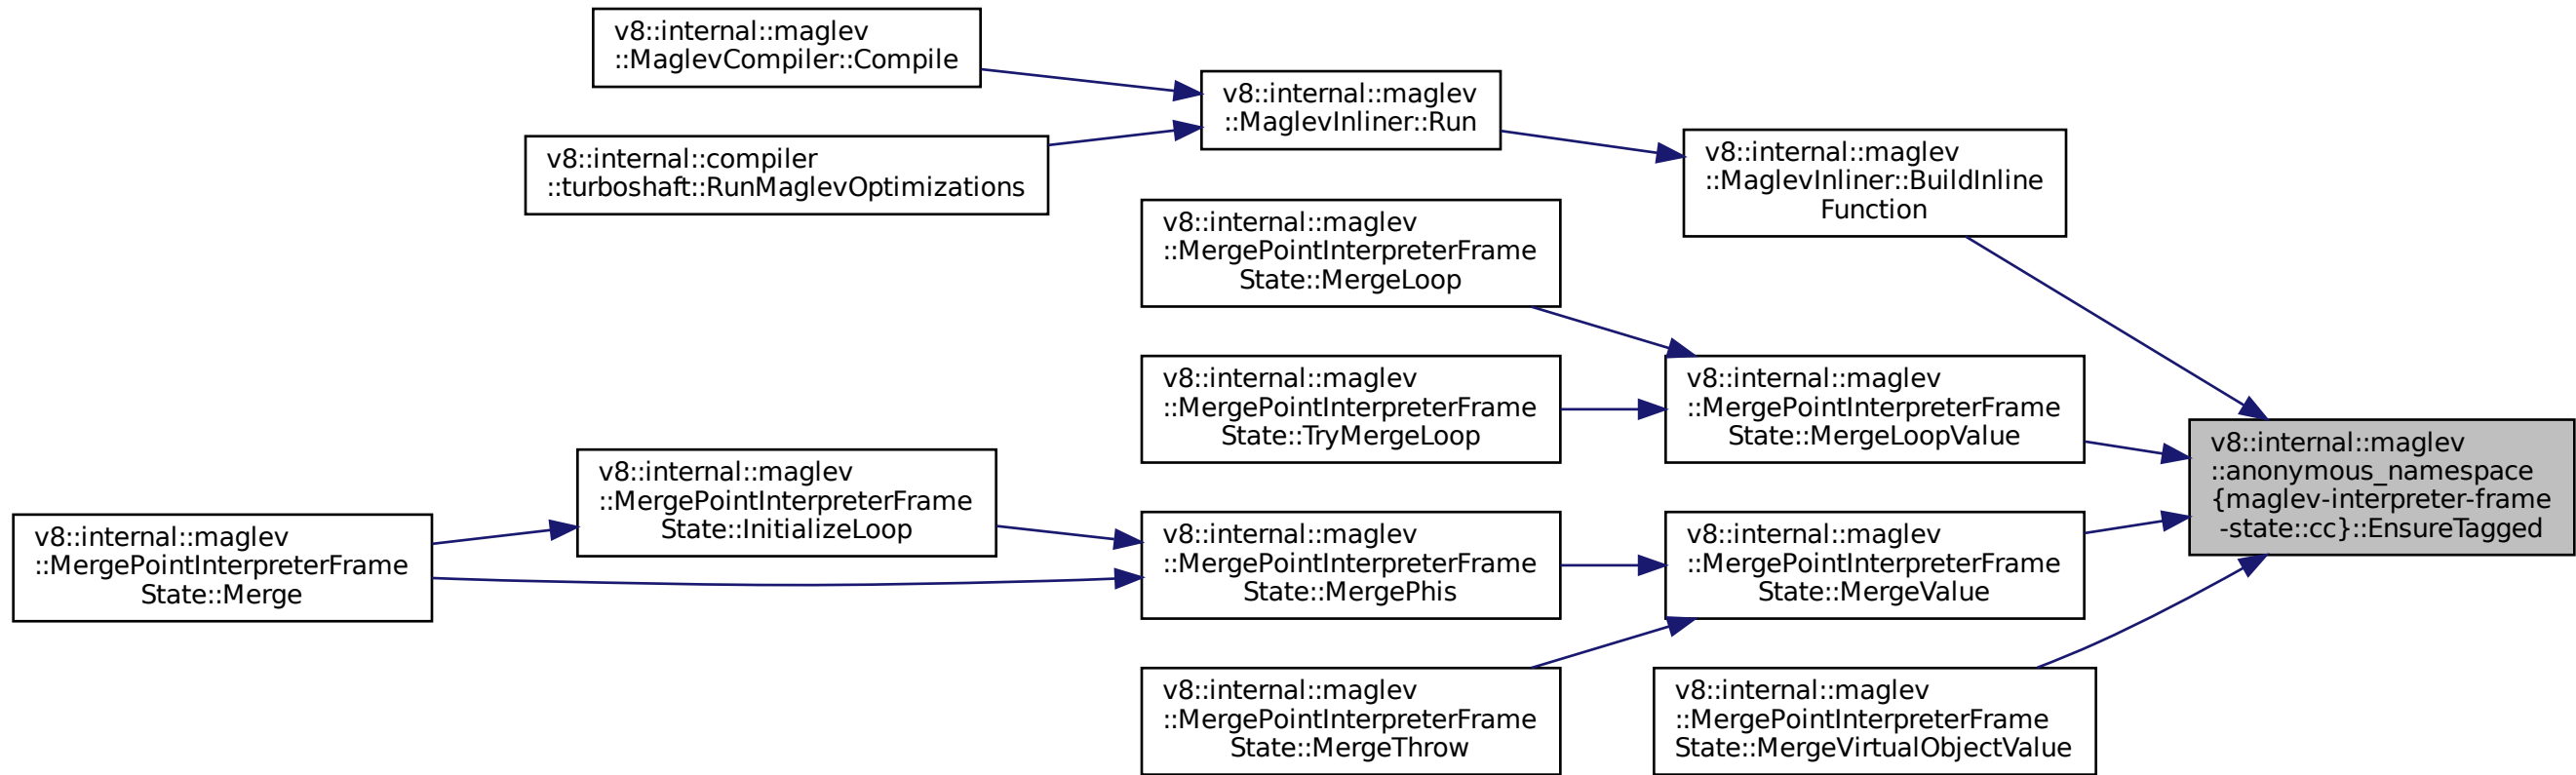 v8::internal::maglev
::MaglevCompiler::Compile
v8::internal::compiler
::turboshaft::RunMaglevOptimizations
v8::internal::maglev
::MaglevInliner::Run
v8::internal::maglev
::MaglevInliner::BuildInline
Function
v8::internal::maglev
::MergePointInterpreterFrame
State::MergeLoop
v8::internal::maglev
::MergePointInterpreterFrame
State::TryMergeLoop
v8::internal::maglev
::MergePointInterpreterFrame
State::MergeLoopValue
v8::internal::maglev
::anonymous_namespace
{maglev-interpreter-frame
-state::cc}::EnsureTagged
v8::internal::maglev
::MergePointInterpreterFrame
State::InitializeLoop
v8::internal::maglev
::MergePointInterpreterFrame
State::Merge
v8::internal::maglev
::MergePointInterpreterFrame
State::MergePhis
v8::internal::maglev
::MergePointInterpreterFrame
State::MergeValue
v8::internal::maglev
::MergePointInterpreterFrame
State::MergeThrow
v8::internal::maglev
::MergePointInterpreterFrame
State::MergeVirtualObjectValue